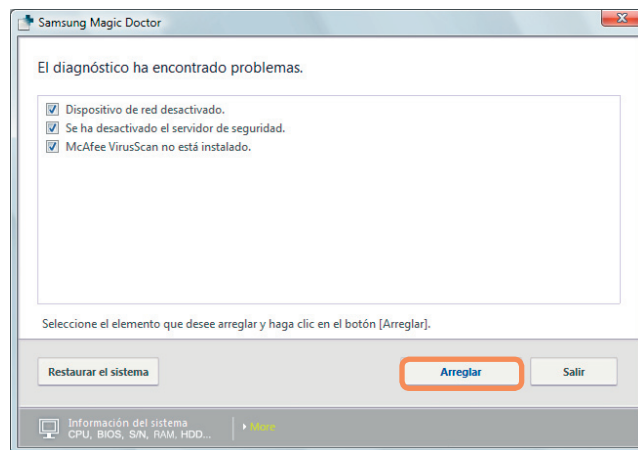 Samsung Magic Doctor
El diagnóstico ha encontrado problemas.
Dispositivo de red desactivado.
Se ha desactivado el servidor de seguridad.
McAfee VirusScan no está instalado.
Seleccione el elemento que desee arreglar y haga clic en el botón [Arreglar].
Restaurar el sistema
Arreglar
Salir
Información del sistema
CPU, BIOS, S/N, RAM, HDD...
More